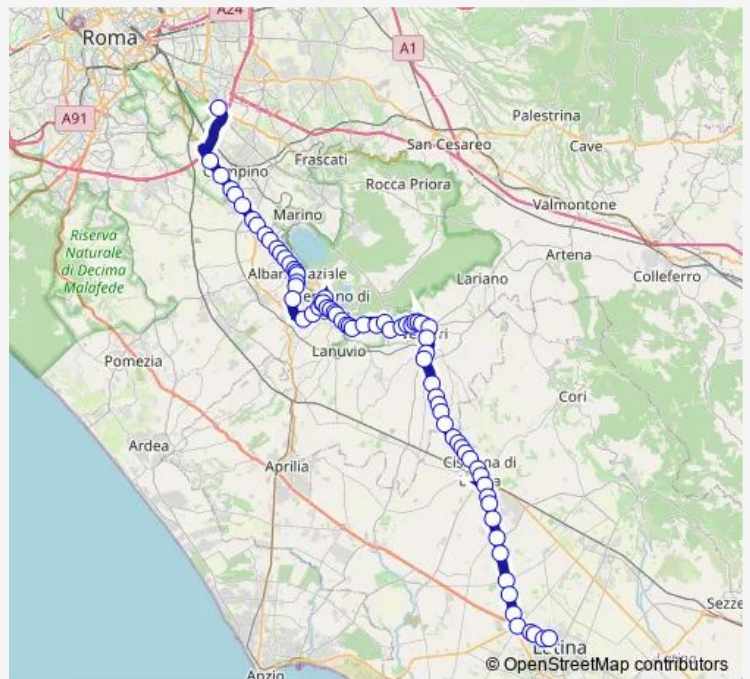 A24
Roma
A1
A91
Palestrina
San Cesareo
Cave
Frascati
Rocca Priora
Valmontone
Marino
Riserva
Naturale
di Decima
Malafede
Artena
Colleferro
Lariano
Lanuvio
Pomezia
Cori
Ardea
Aprilia
Sezze
Latina
Latina
Anzio
© OpenStreetMap contributors